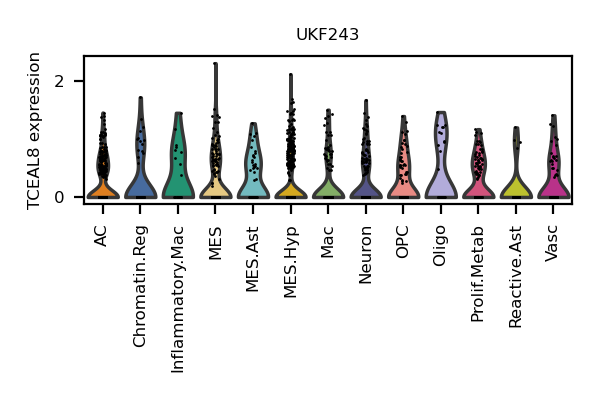 UKF243
TCEAL8 expression
2
0
AC
Chromatin.Reg
Inflammatory.Mac
MES
MES.Ast
MES.Hyp
Mac
Neuron
OPC
Oligo
Prolif.Metab
Reactive.Ast
Vasc